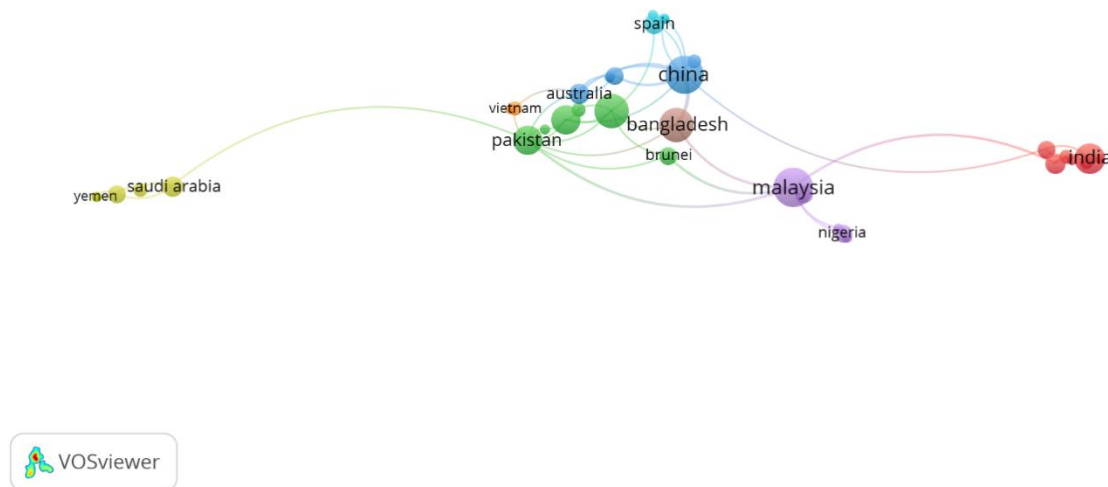 spain
china
australia
vietnam
bangladesh
pakistan
brunei
india
saudi arabia
yemen
malaysia
nigeria
VOSviewer